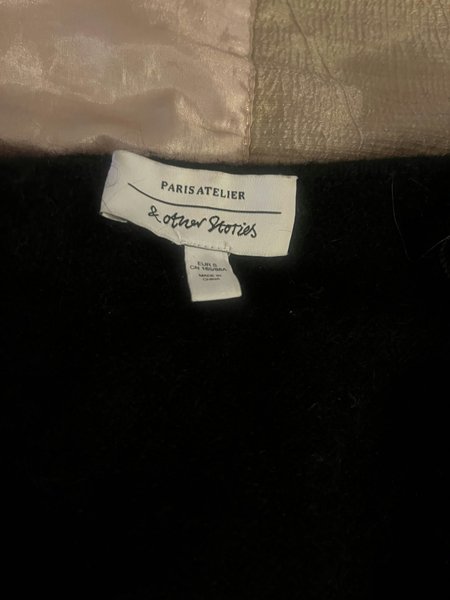 PARIS ATELIER
& other Stories
EUR S
CN 165/88A
MADE IN
CHINA